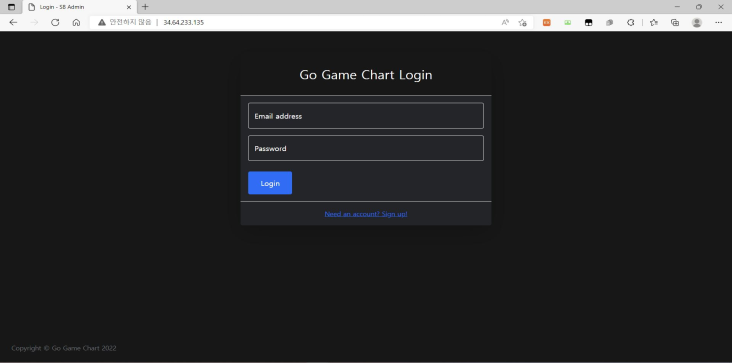 Login - SB Admin
안전하지 않음 | 34.64.233.135
Go Game Chart Login
Email address
Password
Login
Need an account? Sign up!
Copyright © Go Game Chart 2022